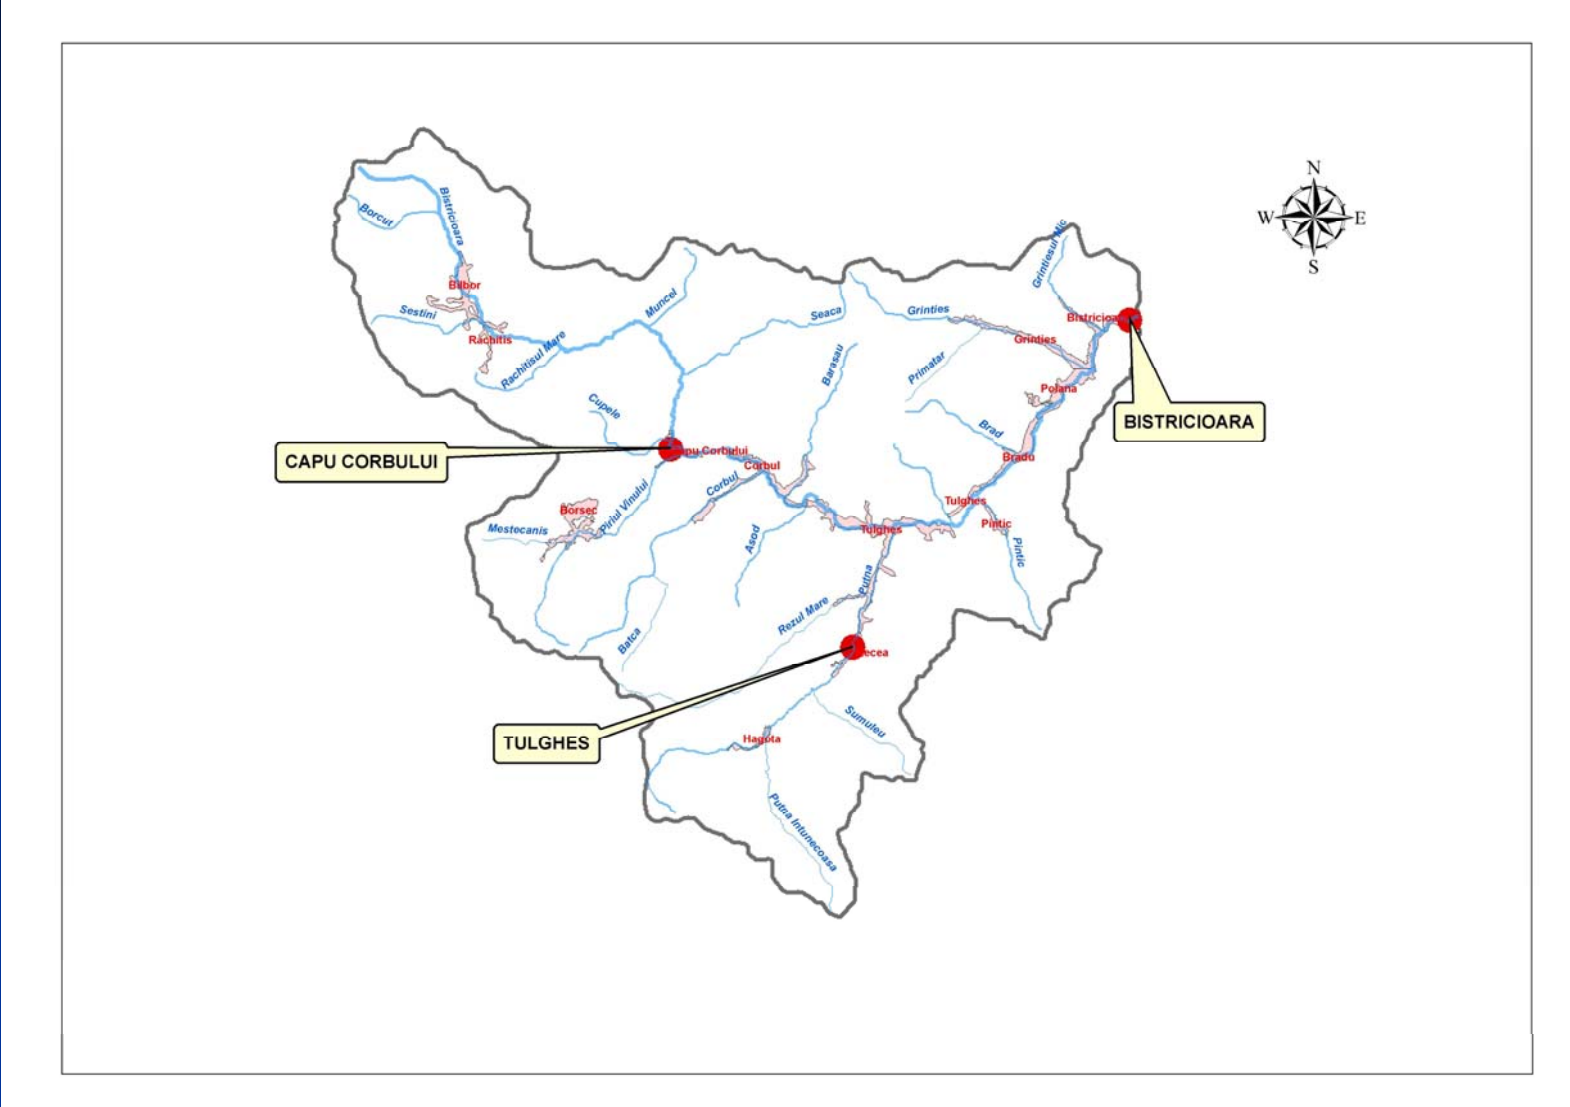 N
W
E
S
Bistricioara
Borcut
Bilbor
Sestini
Rachitis
Rachitisul Mare
Muncel
Seaca
Grintiesul Mic
Grinties
Grinties
Primatar
Barasau
Polana
Cupele
Brad
Bradu
BISTRICIOARA
CAPU CORBULUI
Corbului
Corbul
Corbul
Piriul Vinului
Borsec
Mestecanis
Asod
Tulghes
Tulghes
Pintic
Pintic
Putna
Rezul Mare
Batca
TULGHES
Sumuleu
Hagota
Putna Intunecoasa